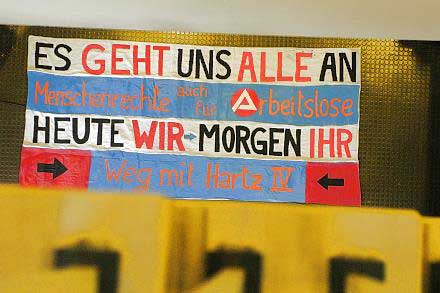 ES GEHT UNS ALLE AN
Menschenrechte auch für Arbeitslose
HEUTE WIR MORGEN IHR
Weg mit Hartz IV